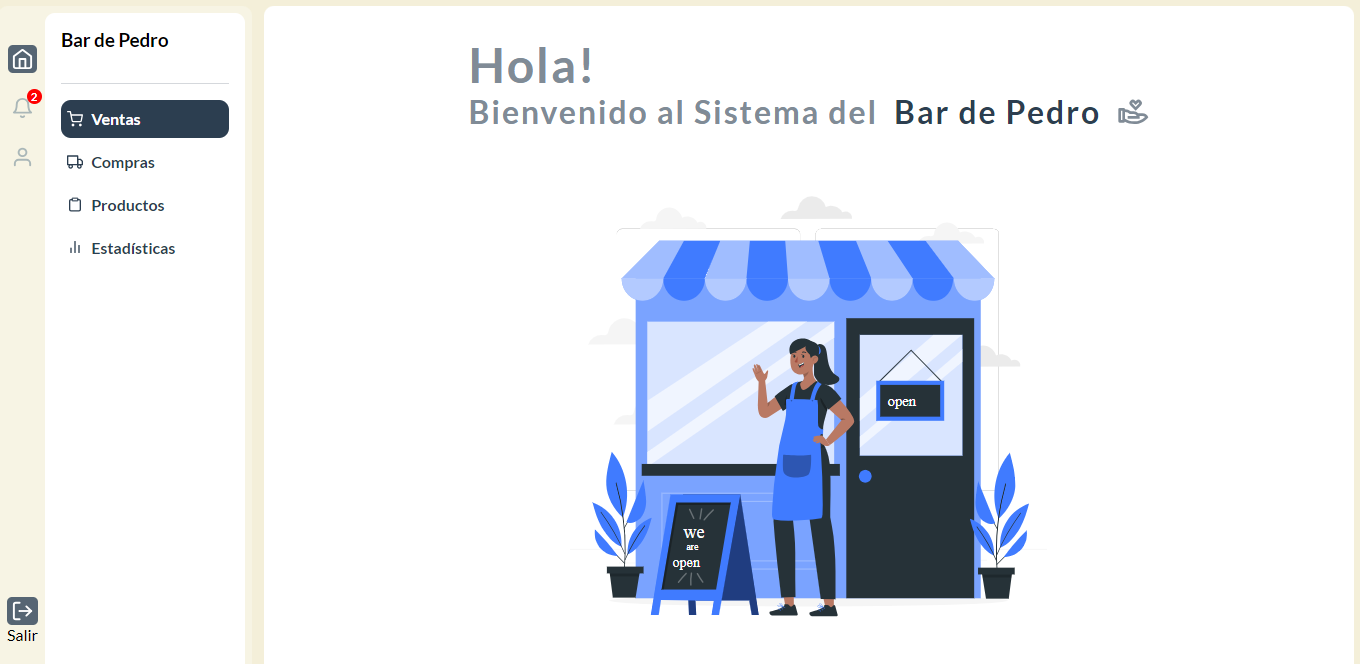 Bar de Pedro
2
Ventas
Compras
Productos
Estadísticas
Salir
Hola!
Bienvenido al Sistema del Bar de Pedro
open
we
are
open